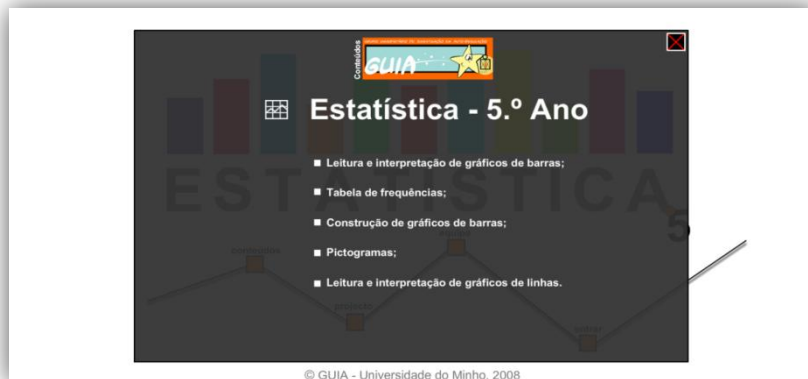 Conteúdos
GUIA
Estatística - 5.º Ano
Leitura e interpretação de gráficos de barras;
Tabela de frequências;
Construção de gráficos de barras;
Pictogramas;
Leitura e interpretação de gráficos de linhas.
ESTATÍSTICA
5
© GUIA - Universidade do Minho, 2008